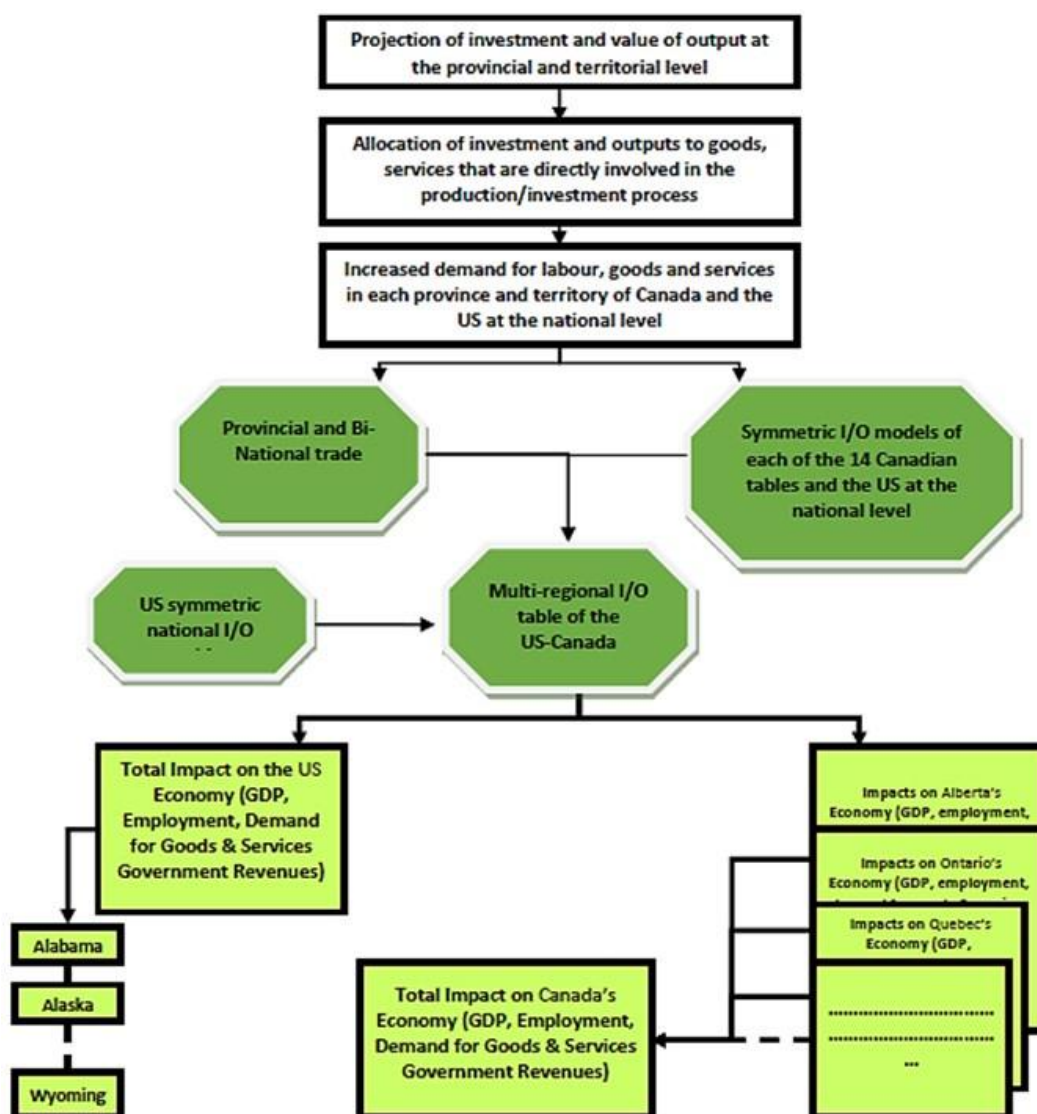 Projection of investment and value of output at
the provincial and territorial level
Allocation of investment and outputs to goods,
services that are directly involved in the
production/investment process
Increased demand for labour, goods and services
in each province and territory of Canada and the
US at the national level
Provincial and Bi-
National trade
Symmetric I/O models of
each of the 14 Canadian
tables and the US at the
national level
US symmetric
national I/O
Multi-regional I/O
table of the
US-Canada
Total Impact on the US
Economy (GDP,
Employment, Demand
for Goods & Services
Government Revenues)
Impacts on Alberta's
Economy (GDP, employment,
Impacts on Ontario's
Economy (GDP, employment,
Impacts on Quebec's
Economy (GDP,
..................................
..................................
...
Alabama
Alaska
Wyoming
Total Impact on Canada's
Economy (GDP, Employment,
Demand for Goods & Services
Government Revenues)